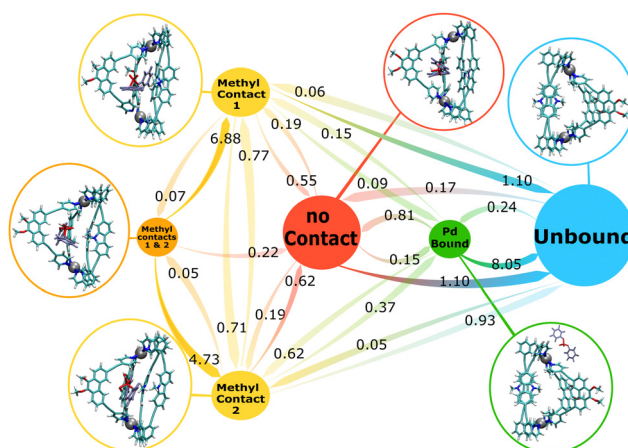 0.06
Methyl
Contact
1
0.19
0.15
6.88
0.77
0.55
0.09
0.17
1.10
0.07
no
Contact
0.81
0.24
Methyl
contacts
1 & 2
Pd
Bound
Unbound
0.22
0.15
8.05
0.05
0.62
1.10
0.37
0.19
0.93
0.71
4.73
0.62
0.05
Methyl
Contact
2